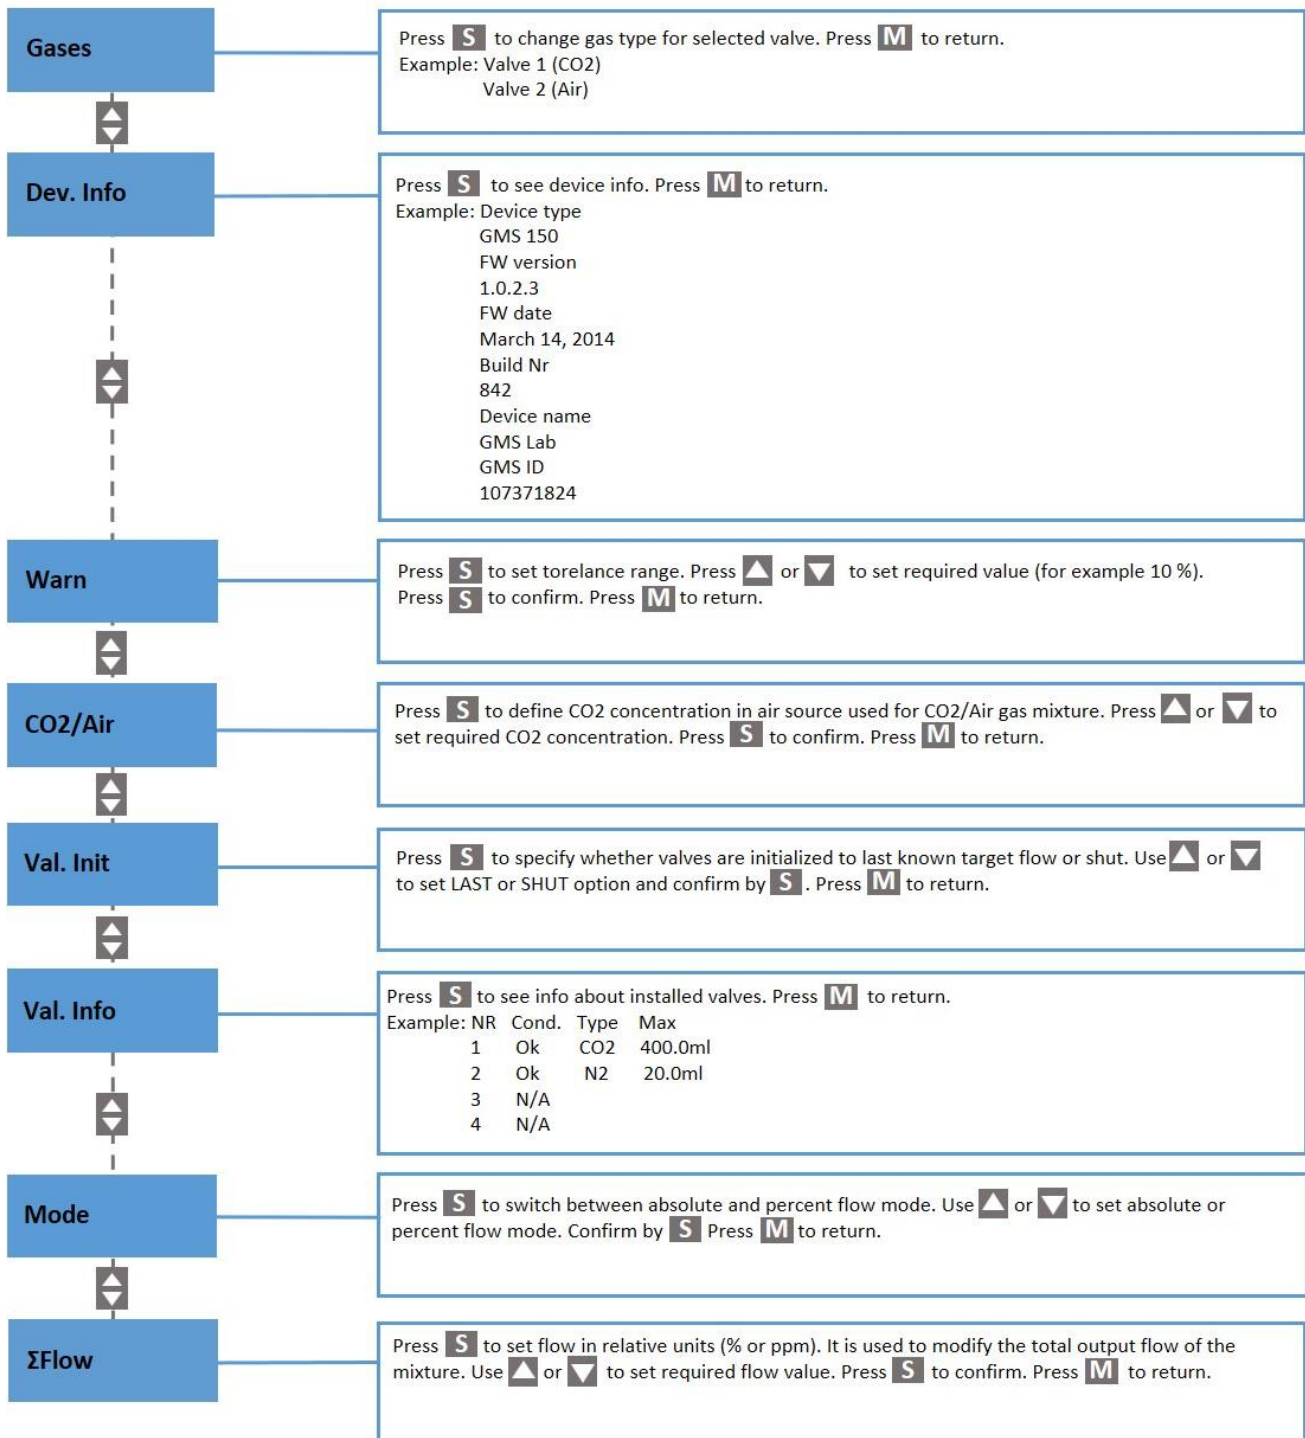 Gases
Press S to change gas type for selected valve. Press M to return.
Example: Valve 1 (CO2)
Valve 2 (Air)
Dev. Info
Press S to see device info. Press M to return.
Example: Device type
GMS 150
FW version
1.0.2.3
FW date
March 14, 2014
Build Nr
842
Device name
GMS Lab
GMS ID
107371824
Warn
Press S to set torelance range. Press △ or ▽ to set required value (for example 10 %).
Press S to confirm. Press M to return.
CO2/Air
Press S to define CO2 concentration in air source used for CO2/Air gas mixture. Press △ or ▽ to
set required CO2 concentration. Press S to confirm. Press M to return.
Val. Init
Press S to specify whether valves are initialized to last known target flow or shut. Use △ or ▽
to set LAST or SHUT option and confirm by S . Press M to return.
Val. Info
Press S to see info about installed valves. Press M to return.
Example: NR Cond. Type Max
1 Ok CO2 400.0ml
2 Ok N2 20.0ml
3 N/A
4 N/A
Mode
Press S to switch between absolute and percent flow mode. Use △ or ▽ to set absolute or
percent flow mode. Confirm by S Press M to return.
ΣFlow
Press S to set flow in relative units (% or ppm). It is used to modify the total output flow of the
mixture. Use △ or ▽ to set required flow value. Press S to confirm. Press M to return.